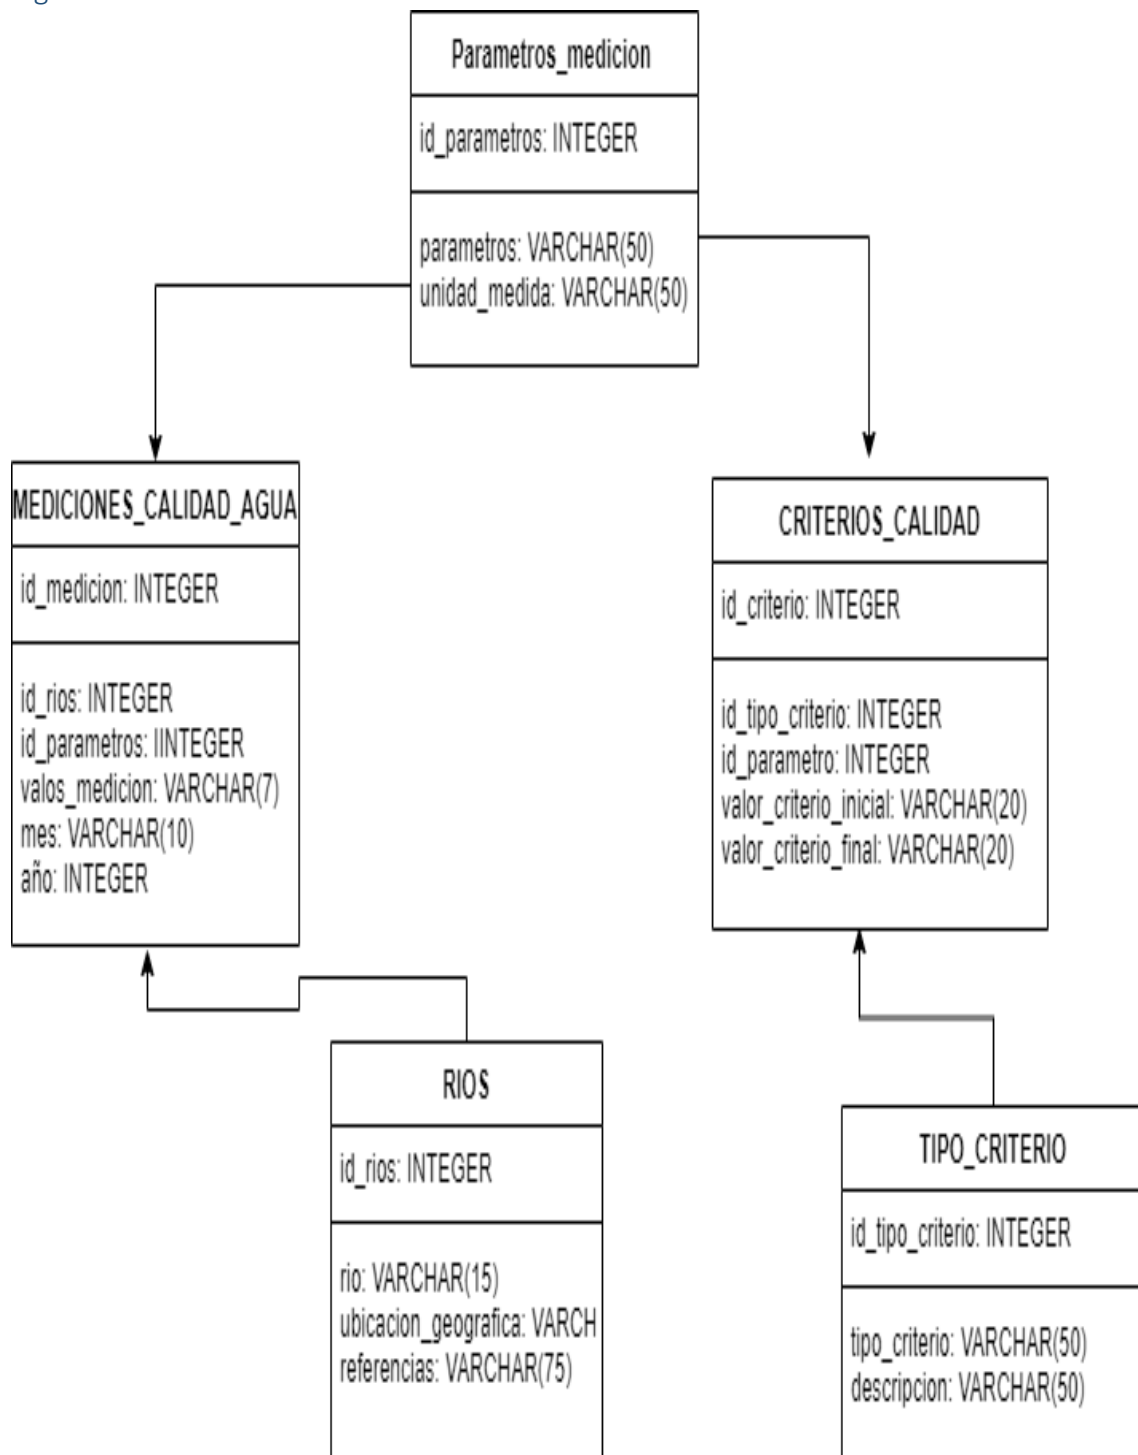 Parametros_medicion
id_parametros: INTEGER
parametros: VARCHAR(50)
unidad_medida: VARCHAR(50)
MEDICIONES_CALIDAD_AGUA
id_medicion: INTEGER
id_rios: INTEGER
id_parametros: IINTEGER
valos_medicion: VARCHAR(7)
mes: VARCHAR(10)
año: INTEGER
CRITERIOS_CALIDAD
id_criterio: INTEGER
id_tipo_criterio: INTEGER
id_parametro: INTEGER
valor_criterio_inicial: VARCHAR(20)
valor_criterio_final: VARCHAR(20)
RIOS
id_rios: INTEGER
rio: VARCHAR(15)
ubicacion_geografica: VARCH
referencias: VARCHAR(75)
TIPO_CRITERIO
id_tipo_criterio: INTEGER
tipo_criterio: VARCHAR(50)
descripcion: VARCHAR(50)